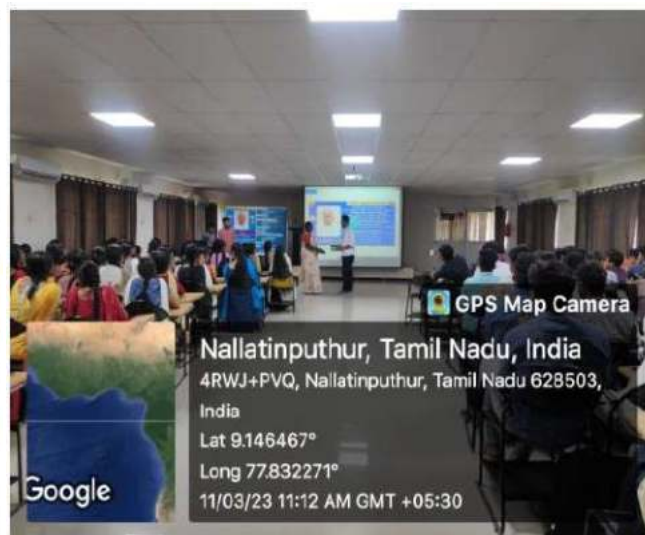 GPS Map Camera
Nallatinputhur, Tamil Nadu, India
4RWJ+PVQ, Nallatinputhur, Tamil Nadu 628503,
India
Lat 9.146467°
Long 77.832271°
11/03/23 11:12 AM GMT +05:30
Google